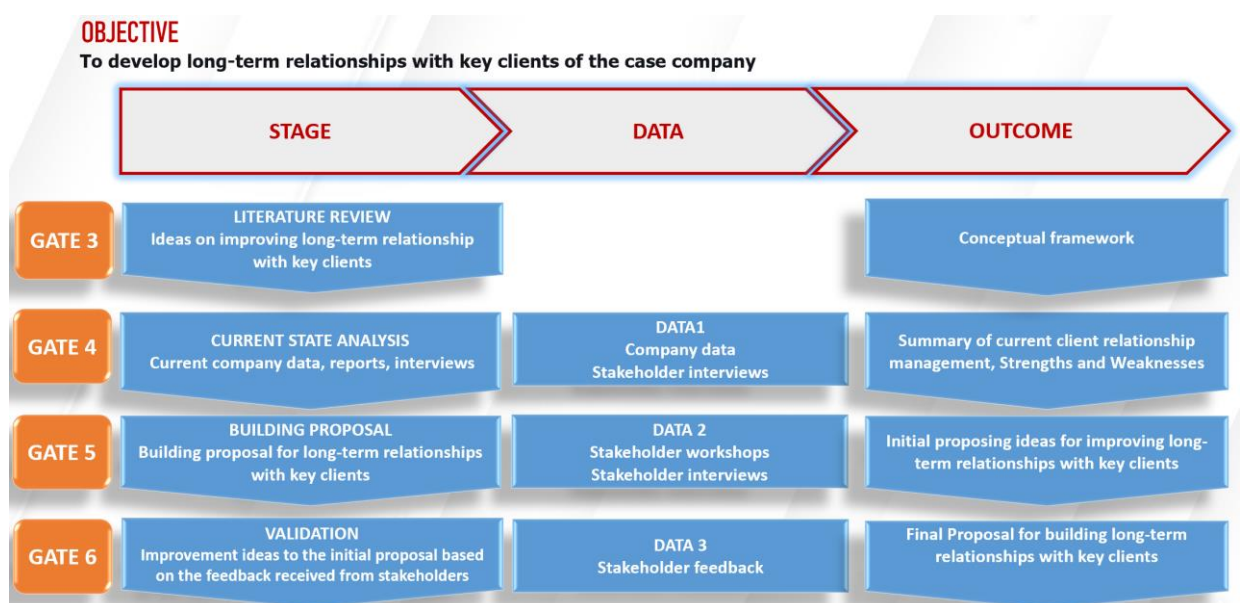 OBJECTIVE
To develop long-term relationships with key clients of the case company
STAGE
DATA
OUTCOME
GATE 3
LITERATURE REVIEW
Ideas on improving long-term relationship
with key clients
Conceptual framework
GATE 4
CURRENT STATE ANALYSIS
Current company data, reports, interviews
DATA1
Company data
Stakeholder interviews
Summary of current client relationship
management, Strengths and Weaknesses
GATE 5
BUILDING PROPOSAL
Building proposal for long-term relationships
with key clients
DATA 2
Stakeholder workshops
Stakeholder interviews
Initial proposing ideas for improving long-
term relationships with key clients
GATE 6
VALIDATION
Improvement ideas to the initial proposal based
on the feedback received from stakeholders
DATA 3
Stakeholder feedback
Final Proposal for building long-term
relationships with key clients